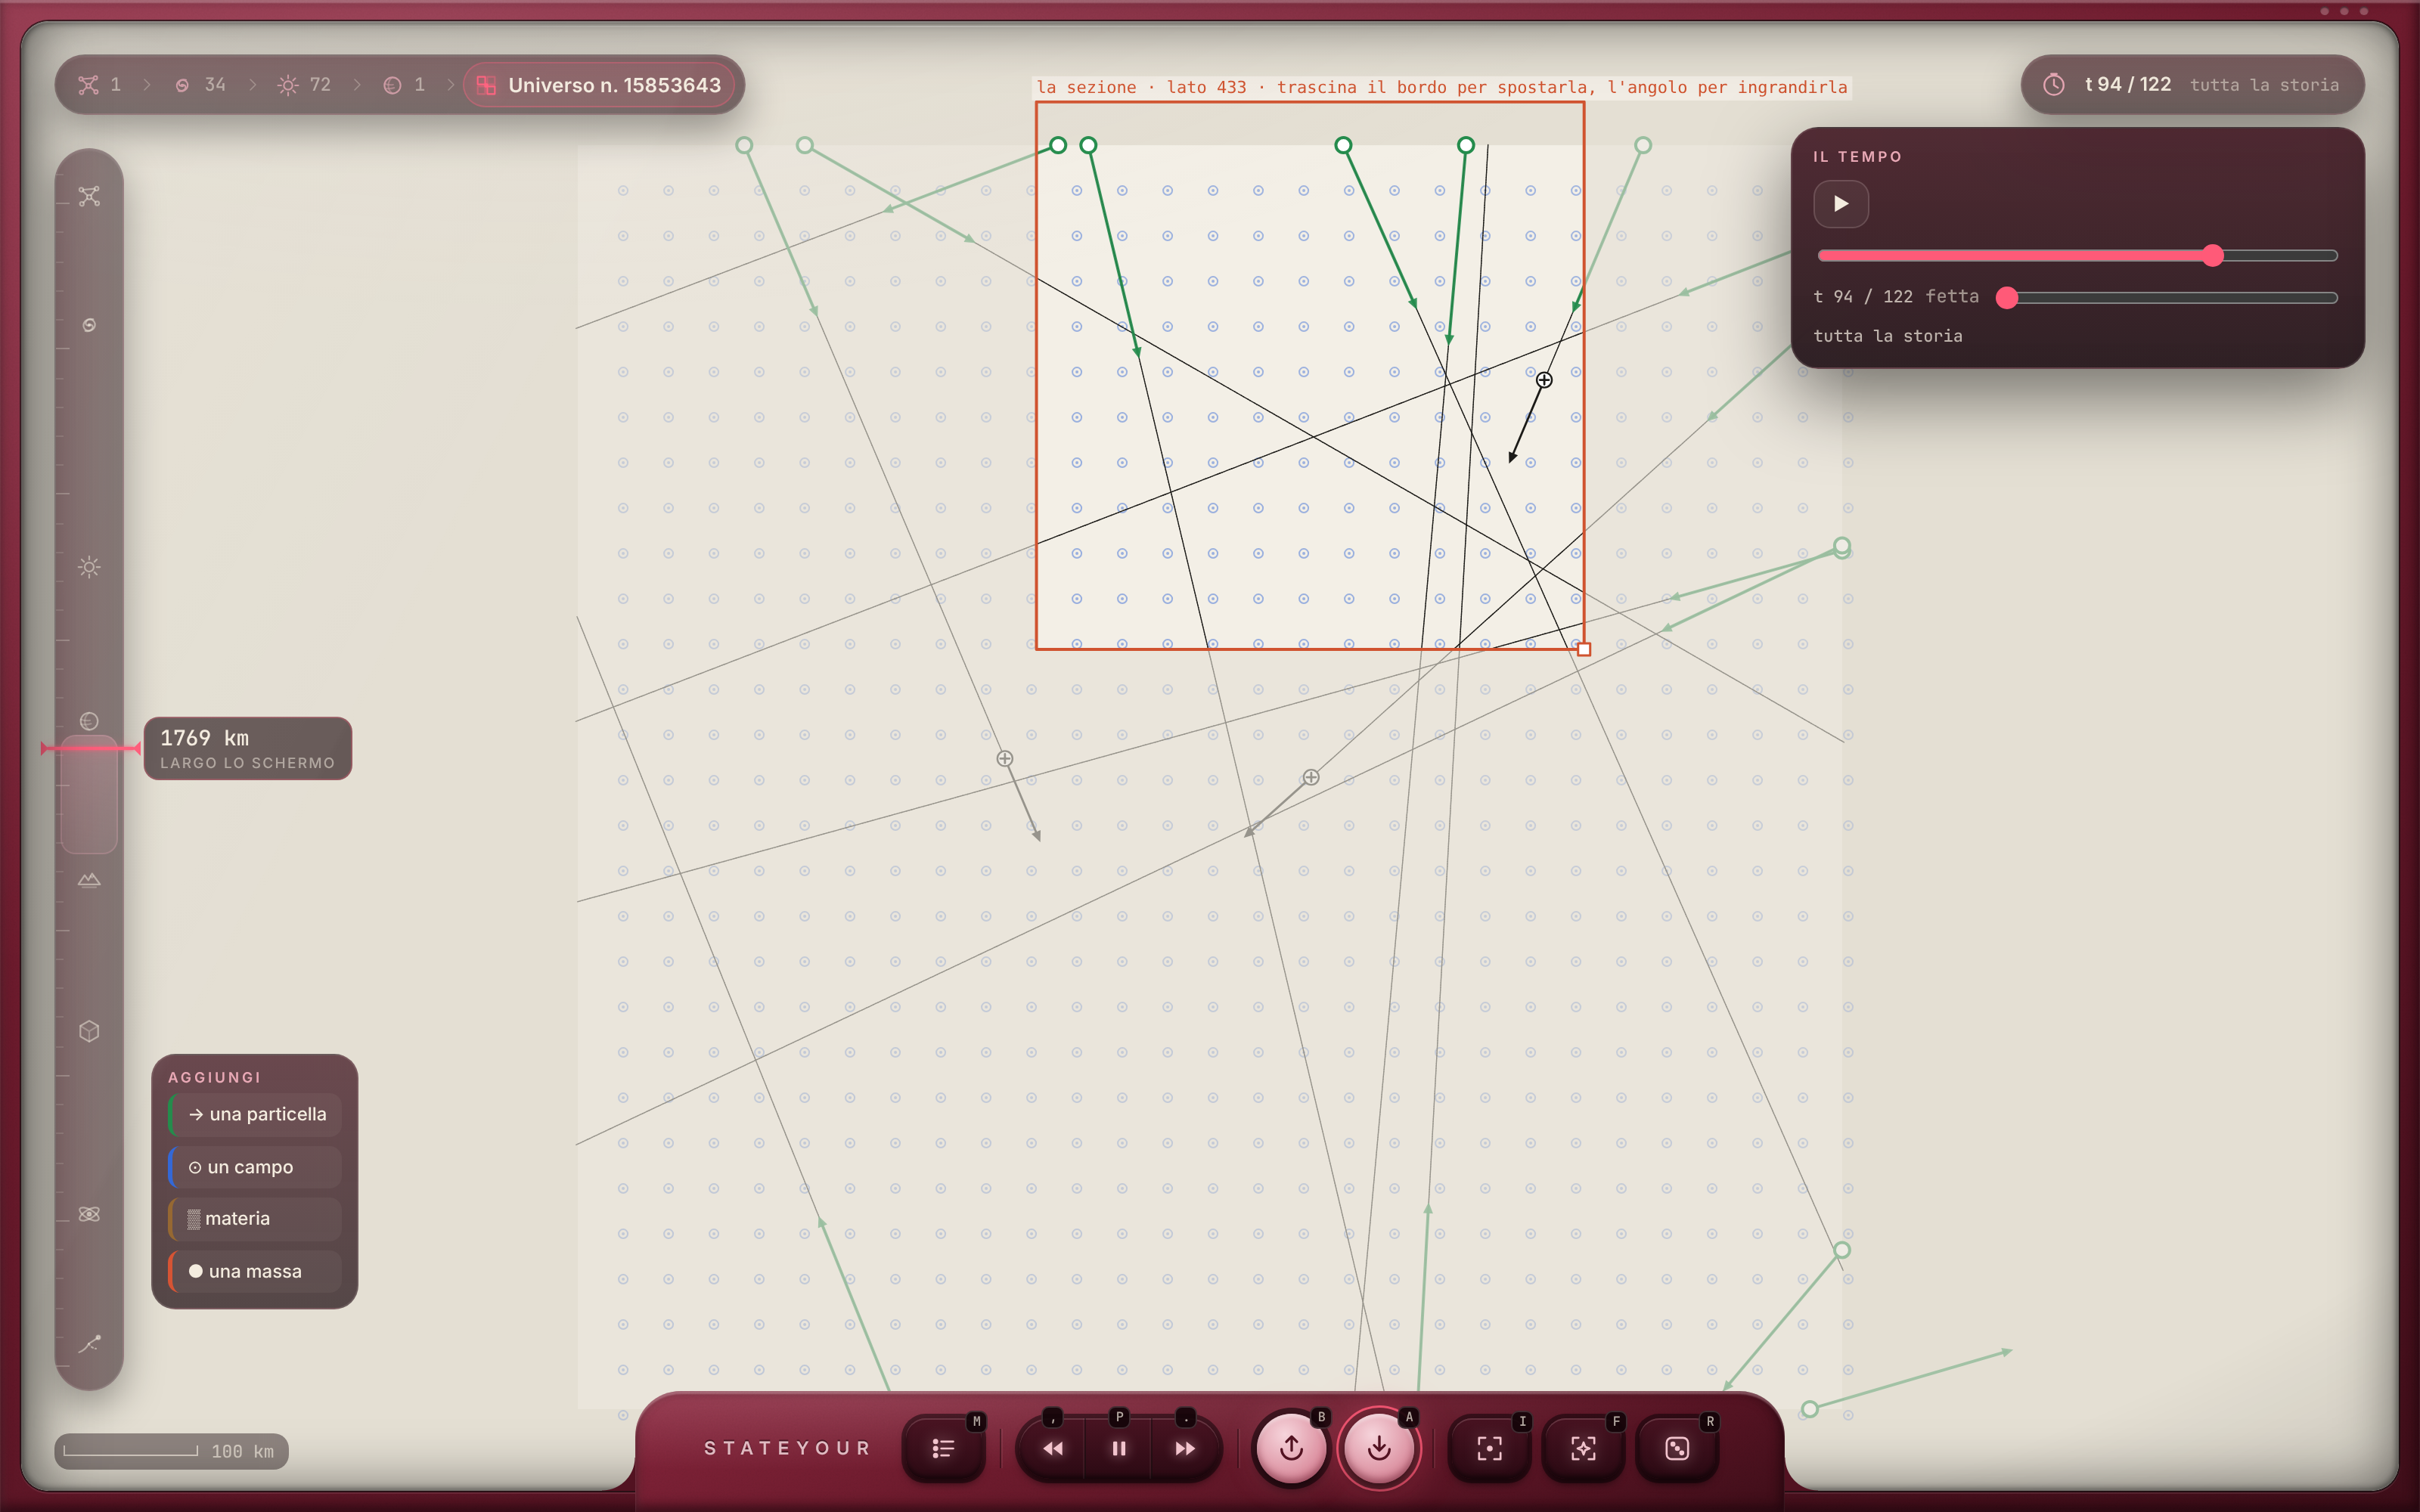 1 34 72 1 Universo n. 15853643
la sezione · lato 433 · trascina il bordo per spostarla, l'angolo per ingrandirla
t 94 / 122 tutta la storia
IL TEMPO
t 94 / 122 fetta
tutta la storia
1769 km
LARGO LO SCHERMO
AGGIUNGI
→ una particella
⊙ un campo
▒ materia
● una massa
100 km
STATEYOUR
M , P . B A I F R